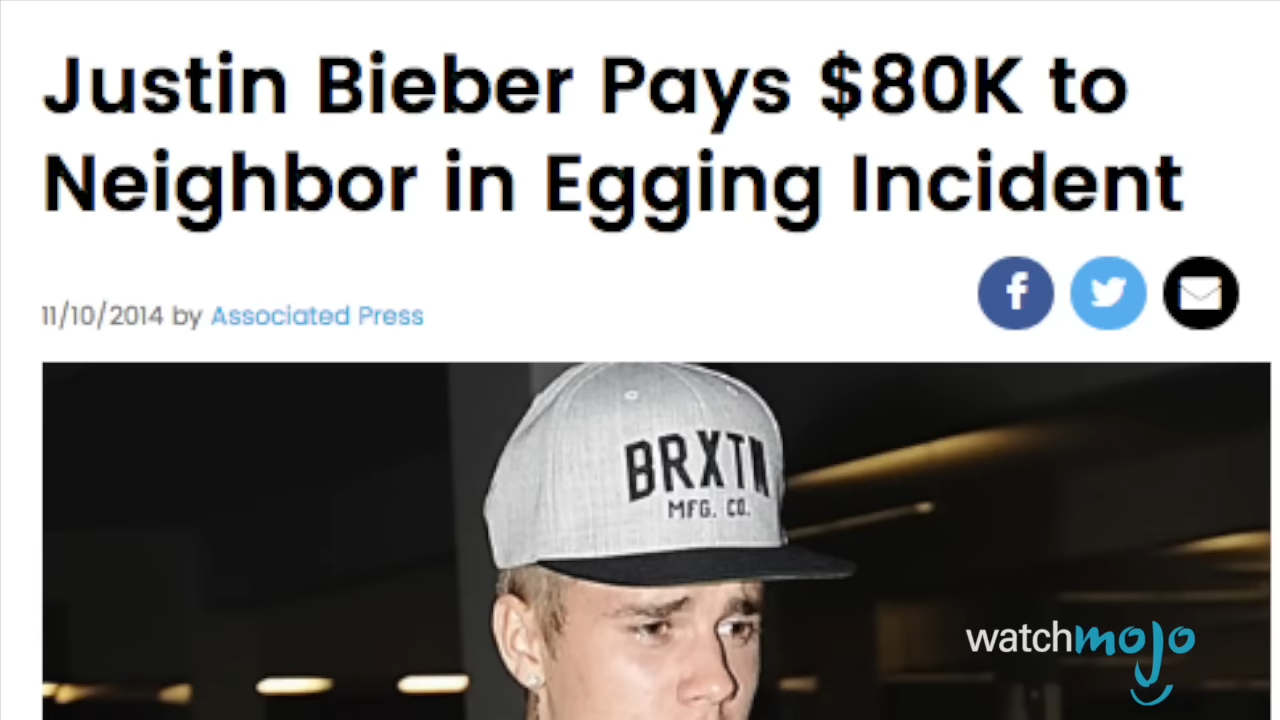 Justin Bieber Pays $80K to
Neighbor in Egging Incident
11/10/2014 by Associated Press
BRXTN
MFG. CO.
watchmojo